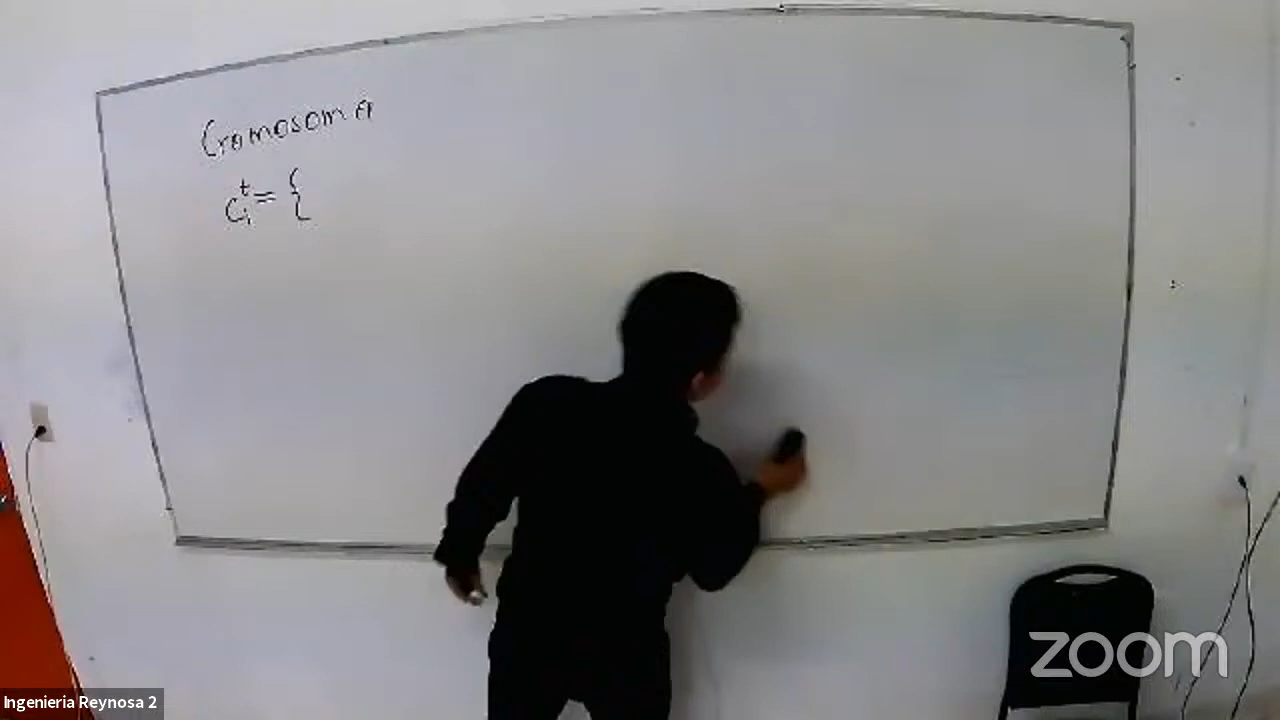 Cromosoma
C_i^t = {
zoom
Ingenieria Reynosa 2